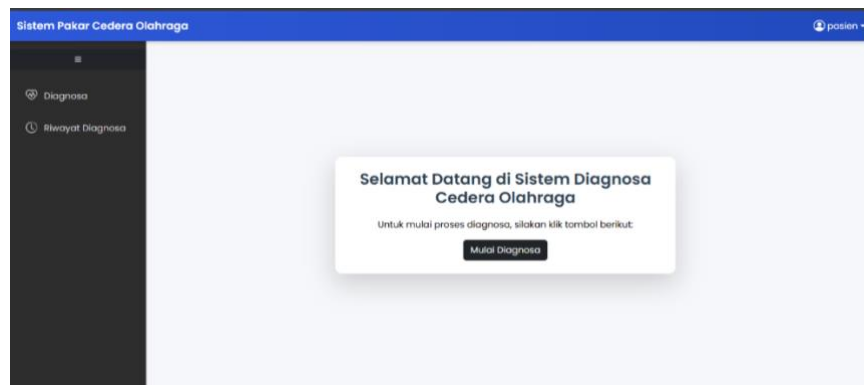 Sistem Pakar Cedera Olahraga
pasien
Diagnosa
Riwayat Diagnosa
Selamat Datang di Sistem Diagnosa
Cedera Olahraga
Untuk mulai proses diagnosa, silakan klik tombol berikut:
Mulai Diagnosa